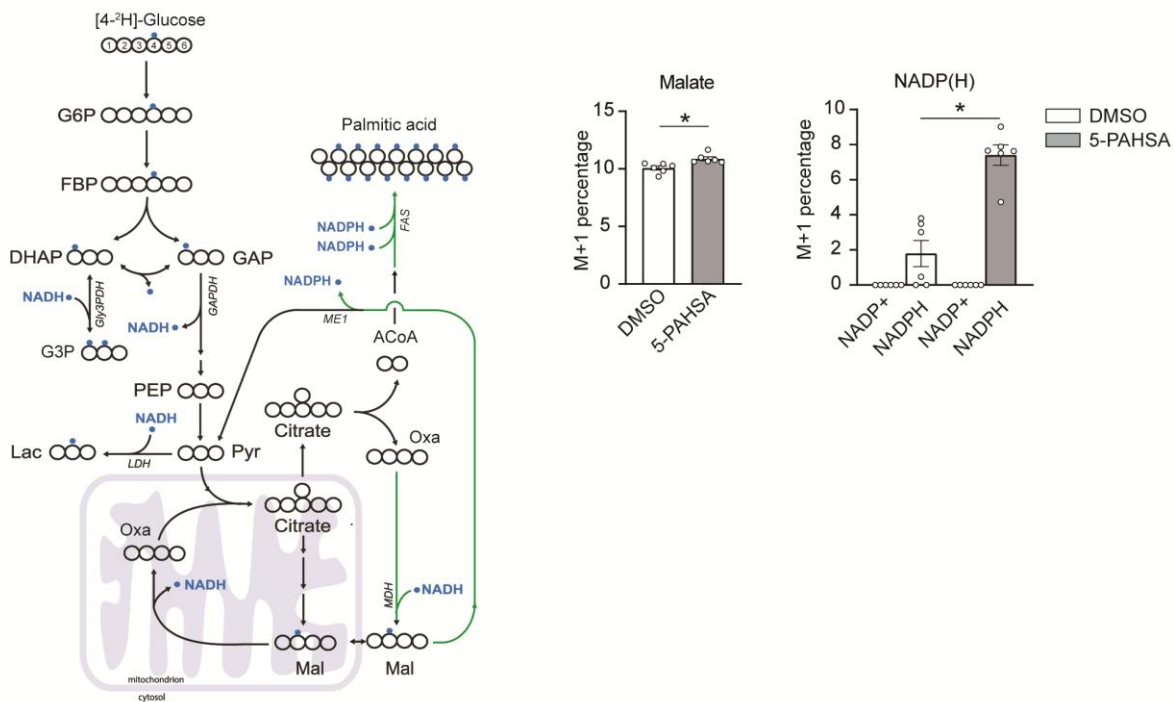 [4-²H]-Glucose
1 2 3 4 5 6
G6P
FBP
DHAP
GAP
NADH
Gly3PDH
NADH
GAPDH
G3P
PEP
NADH
Lac
LDH
Pyr
Palmitic acid
NADPH
NADPH
FAS
NADPH
ME1
ACoA
Citrate
Oxa
Citrate
Oxa
NADH
MDH
NADH
Mal
Mal
mitochondrion
cytosol
Malate
M+1 percentage
15
10
5
0
*
DMSO
5-PAHSA
NADP(H)
M+1 percentage
10
8
6
4
2
0
*
NADP+
NADPH
NADP+
NADPH
DMSO
5-PAHSA